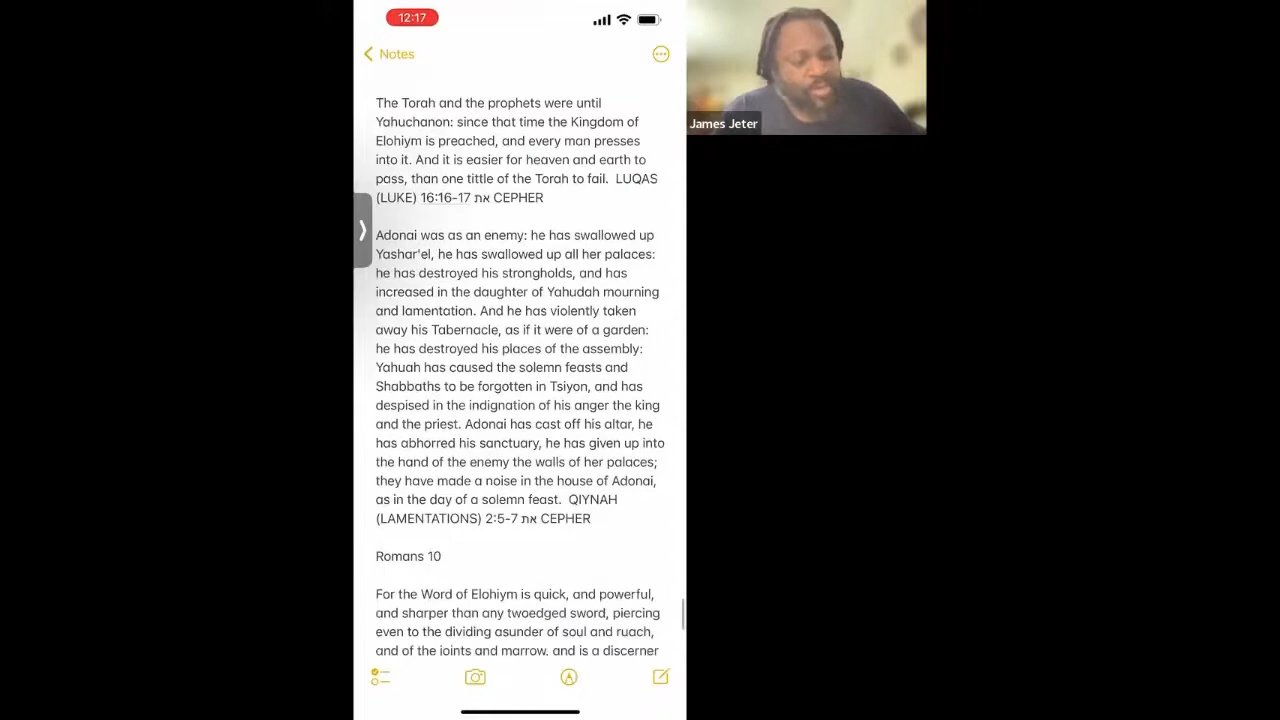 12:17
Notes
The Torah and the prophets were until
Yahuchanon: since that time the Kingdom of
Elohiym is preached, and every man presses
into it. And it is easier for heaven and earth to
pass, than one tittle of the Torah to fail.  LUQAS
(LUKE) 16:16-17 את CEPHER
Adonai was as an enemy: he has swallowed up
Yashar'el, he has swallowed up all her palaces:
he has destroyed his strongholds, and has
increased in the daughter of Yahudah mourning
and lamentation. And he has violently taken
away his Tabernacle, as if it were of a garden:
he has destroyed his places of the assembly:
Yahuah has caused the solemn feasts and
Shabbaths to be forgotten in Tsiyon, and has
despised in the indignation of his anger the king
and the priest. Adonai has cast off his altar, he
has abhorred his sanctuary, he has given up into
the hand of the enemy the walls of her palaces;
they have made a noise in the house of Adonai,
as in the day of a solemn feast.  QIYNAH
(LAMENTATIONS) 2:5-7 את CEPHER
Romans 10
For the Word of Elohiym is quick, and powerful,
and sharper than any twoedged sword, piercing
even to the dividing asunder of soul and ruach,
and of the joints and marrow, and is a discerner
James Jeter